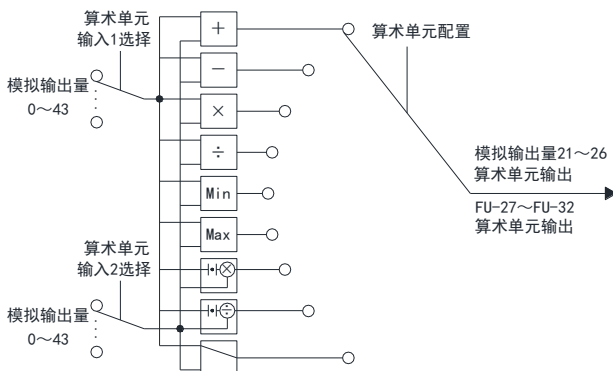 算术单元
输入1选择
模拟输出量
0～43
+
−
×
÷
Min
Max
算术单元配置
模拟输出量21～26
算术单元输出
FU-27～FU-32
算术单元输出
算术单元
输入2选择
模拟输出量
0～43